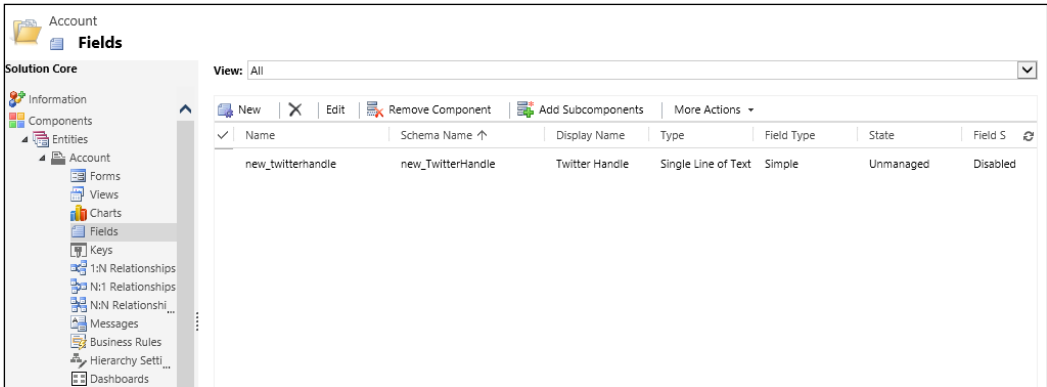 Account
Fields
Solution Core
View: All
Information
Components
Entities
Account
Forms
Views
Charts
Fields
Keys
1:N Relationships
N:1 Relationships
N:N Relationshi...
Messages
Business Rules
Hierarchy Setti...
Dashboards
New Edit Remove Component Add Subcomponents More Actions
Name Schema Name Display Name Type Field Type State Field S
new_twitterhandle new_TwitterHandle Twitter Handle Single Line of Text Simple Unmanaged Disabled